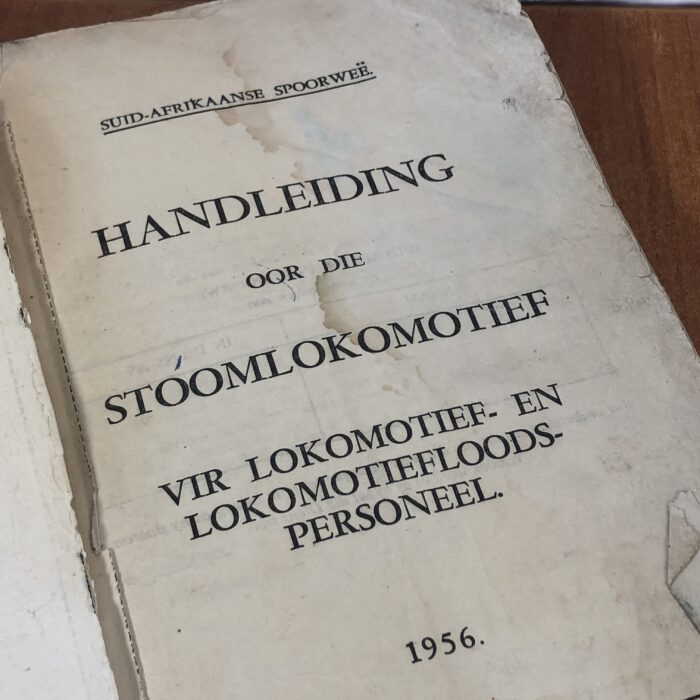 SUID-AFRIKAANSE SPOORWEË.
HANDLEIDING
OOR DIE
STOOMLOKOMOTIEF
VIR LOKOMOTIEF- EN
LOKOMOTIEFLOODS-
PERSONEEL.
1956.